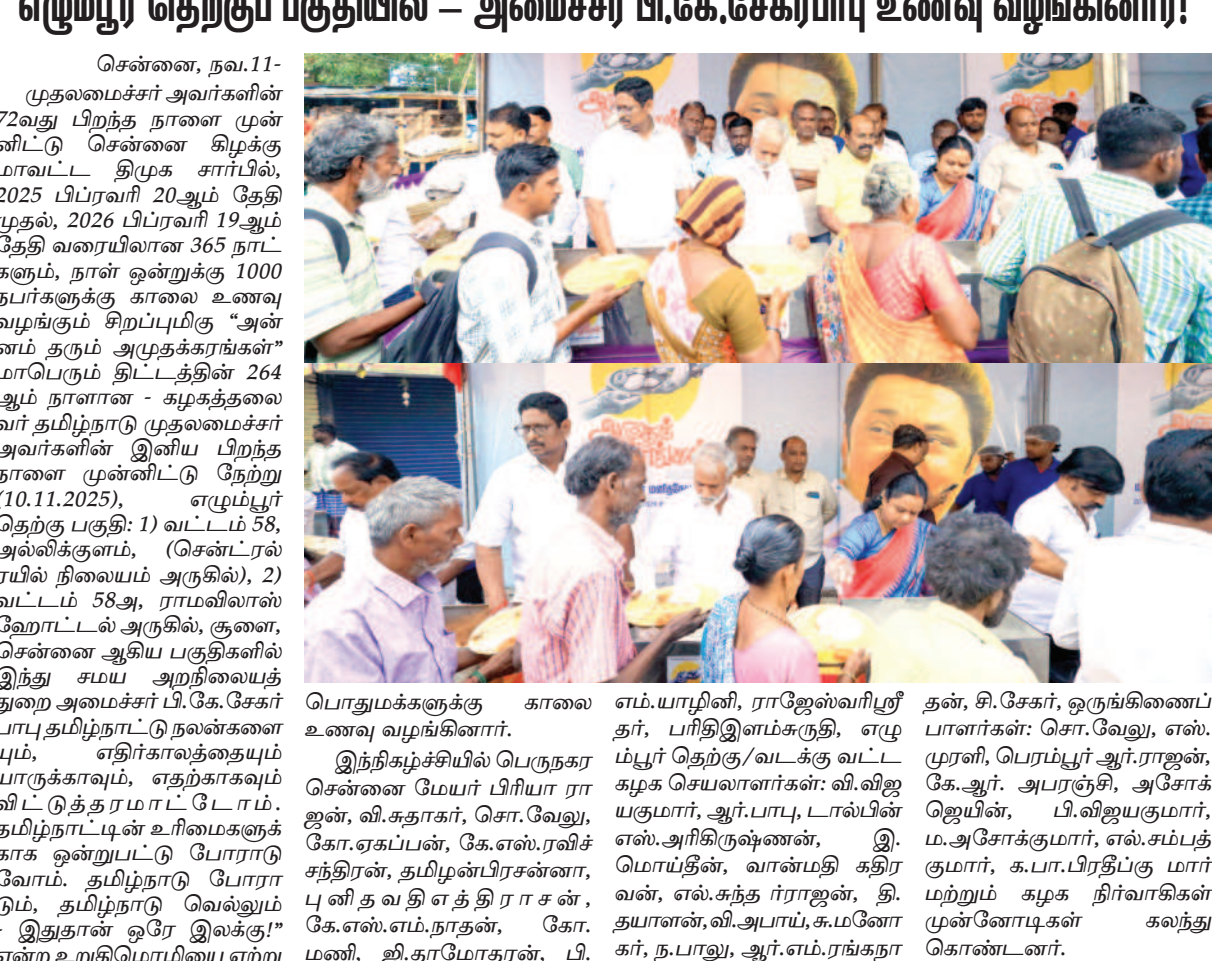 எழும்பூர் தெற்குப் பகுதியில் – அமைச்சர் பி.கே.சேகர்பாபு உணவு வழங்கினார்!
சென்னை, நவ.11-
முதலமைச்சர் அவர்களின்
72வது பிறந்த நாளை முன்
னிட்டு சென்னை கிழக்கு
மாவட்ட திமுக சார்பில்,
2025 பிப்ரவரி 20ஆம் தேதி
முதல், 2026 பிப்ரவரி 19ஆம்
தேதி வரையிலான 365 நாட்
களும், நாள் ஒன்றுக்கு 1000
நபர்களுக்கு காலை உணவு
வழங்கும் சிறப்புமிகு “அன்
னம் தரும் அமுதக்கரங்கள்”
மாபெரும் திட்டத்தின் 264
ஆம் நாளான - கழகத்தலை
வர் தமிழ்நாடு முதலமைச்சர்
அவர்களின் இனிய பிறந்த
நாளை முன்னிட்டு நேற்று
(10.11.2025), எழும்பூர்
தெற்கு பகுதி: 1) வட்டம் 58,
அல்லிக்குளம், (சென்ட்ரல்
ரயில் நிலையம் அருகில்), 2)
வட்டம் 58அ, ராமவிலாஸ்
ஹோட்டல் அருகில், சூளை,
சென்னை ஆகிய பகுதிகளில்
இந்து சமய அறநிலையத்
துறை அமைச்சர் பி.கே.சேகர்
பாபு தமிழ்நாட்டு நலன்களை
யும், எதிர்காலத்தையும்
யாருக்காவும், எதற்காகவும்
விட்டுத்தரமாட்டோம்.
தமிழ்நாட்டின் உரிமைகளுக்
காக ஒன்றுபட்டு போராடு
வோம். தமிழ்நாடு போரா
டும், தமிழ்நாடு வெல்லும்
- இதுதான் ஒரே இலக்கு!”
என்ற உறுதிமொழியை ஏற்று
பொதுமக்களுக்கு காலை
உணவு வழங்கினார்.
இந்நிகழ்ச்சியில் பெருநகர
சென்னை மேயர் பிரியா ரா
ஜன், வி.சுதாகர், சொ.வேலு,
கோ.ஏகப்பன், கே.எஸ்.ரவிச்
சந்திரன், தமிழன்பிரசன்னா,
புனிதவதிஎத்திராசன்,
கே.எஸ்.எம்.நாதன், கோ.
மணி, ஜி.தாமோதரன், பி.
எம்.யாழினி, ராஜேஸ்வரிஸ்ரீ
தர், பரிதிஇளம்சுருதி, எழு
ம்பூர் தெற்கு/வடக்கு வட்ட
கழக செயலாளர்கள்: வி.விஜ
யகுமார், ஆர்.பாபு, டால்பின்
எஸ்.அரிகிருஷ்ணன், இ.
மொய்தீன், வான்மதி கதிர
வன், எல்.சுந்த ர்ராஜன், தி.
தயாளன்,வி.அபாய்,சு.மனோ
கர், ந.பாலு, ஆர்.எம்.ரங்கநா
தன், சி.சேகர், ஒருங்கிணைப்
பாளர்கள்: சொ.வேலு, எஸ்.
முரளி, பெரம்பூர் ஆர்.ராஜன்,
கே.ஆர். அபரஞ்சி, அசோக்
ஜெயின், பி.விஜயகுமார்,
ம.அசோக்குமார், எல்.சம்பத்
குமார், க.பா.பிரதீப்கு மார்
மற்றும் கழக நிர்வாகிகள்
முன்னோடிகள் கலந்து
கொண்டனர்.